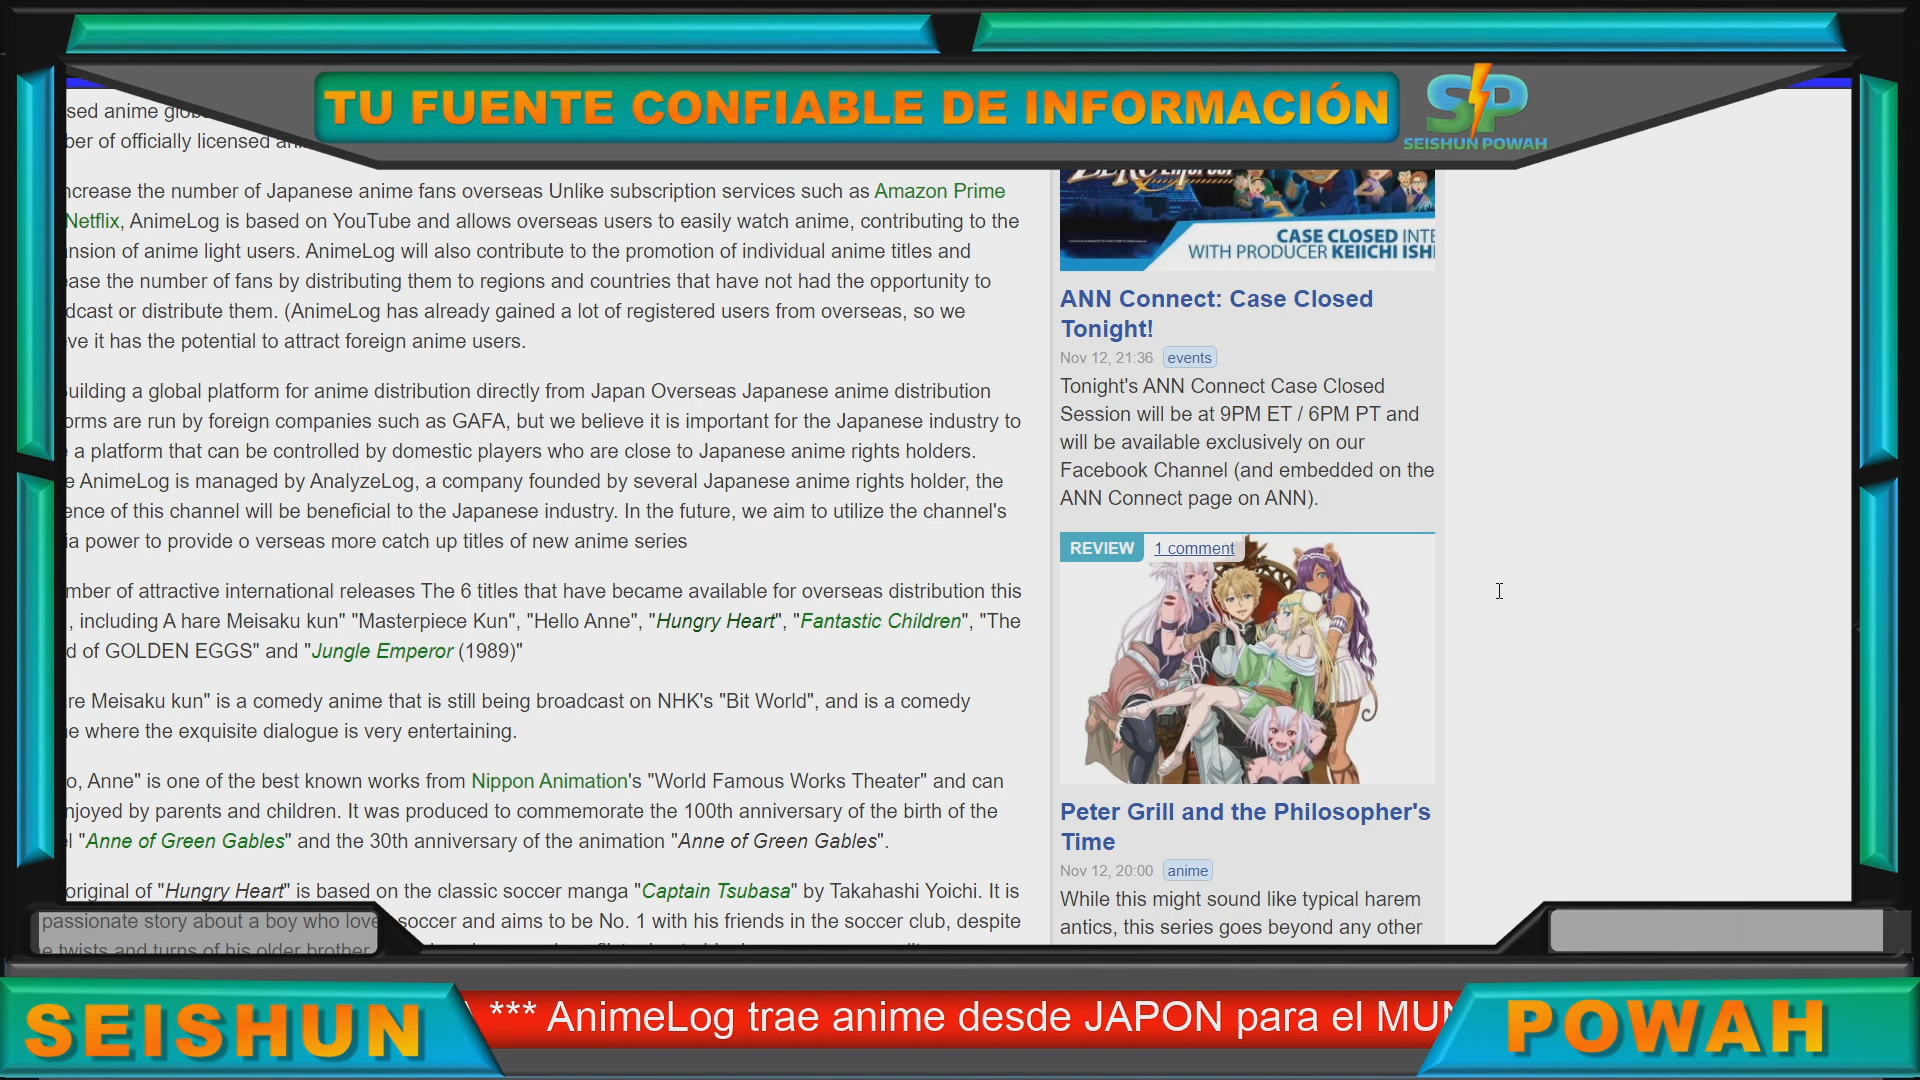 TU FUENTE CONFIABLE DE INFORMACIÓN
SP
SEISHUN POWAH
sed anime glob
ber of officially licensed an
ncrease the number of Japanese anime fans overseas Unlike subscription services such as Amazon Prime
Netflix, AnimeLog is based on YouTube and allows overseas users to easily watch anime, contributing to the
nsion of anime light users. AnimeLog will also contribute to the promotion of individual anime titles and
ease the number of fans by distributing them to regions and countries that have not had the opportunity to
dcast or distribute them. (AnimeLog has already gained a lot of registered users from overseas, so we
ve it has the potential to attract foreign anime users.
uilding a global platform for anime distribution directly from Japan Overseas Japanese anime distribution
orms are run by foreign companies such as GAFA, but we believe it is important for the Japanese industry to
a platform that can be controlled by domestic players who are close to Japanese anime rights holders.
e AnimeLog is managed by AnalyzeLog, a company founded by several Japanese anime rights holder, the
ence of this channel will be beneficial to the Japanese industry. In the future, we aim to utilize the channel's
ia power to provide o verseas more catch up titles of new anime series
mber of attractive international releases The 6 titles that have became available for overseas distribution this
, including A hare Meisaku kun" "Masterpiece Kun", "Hello Anne", "Hungry Heart", "Fantastic Children", "The
d of GOLDEN EGGS" and "Jungle Emperor (1989)"
re Meisaku kun" is a comedy anime that is still being broadcast on NHK's "Bit World", and is a comedy
e where the exquisite dialogue is very entertaining.
o, Anne" is one of the best known works from Nippon Animation's "World Famous Works Theater" and can
njoyed by parents and children. It was produced to commemorate the 100th anniversary of the birth of the
l "Anne of Green Gables" and the 30th anniversary of the animation "Anne of Green Gables".
original of "Hungry Heart" is based on the classic soccer manga "Captain Tsubasa" by Takahashi Yoichi. It is
passionate story about a boy who love soccer and aims to be No. 1 with his friends in the soccer club, despite
e twists and turns of his older brother
CASE CLOSED INTE
WITH PRODUCER KEIICHI ISHI
ANN Connect: Case Closed
Tonight!
Nov 12, 21:36 events
Tonight's ANN Connect Case Closed
Session will be at 9PM ET / 6PM PT and
will be available exclusively on our
Facebook Channel (and embedded on the
ANN Connect page on ANN).
REVIEW 1 comment
Peter Grill and the Philosopher's
Time
Nov 12, 20:00 anime
While this might sound like typical harem
antics, this series goes beyond any other
SEISHUN
*** AnimeLog trae anime desde JAPON para el MUN
POWAH